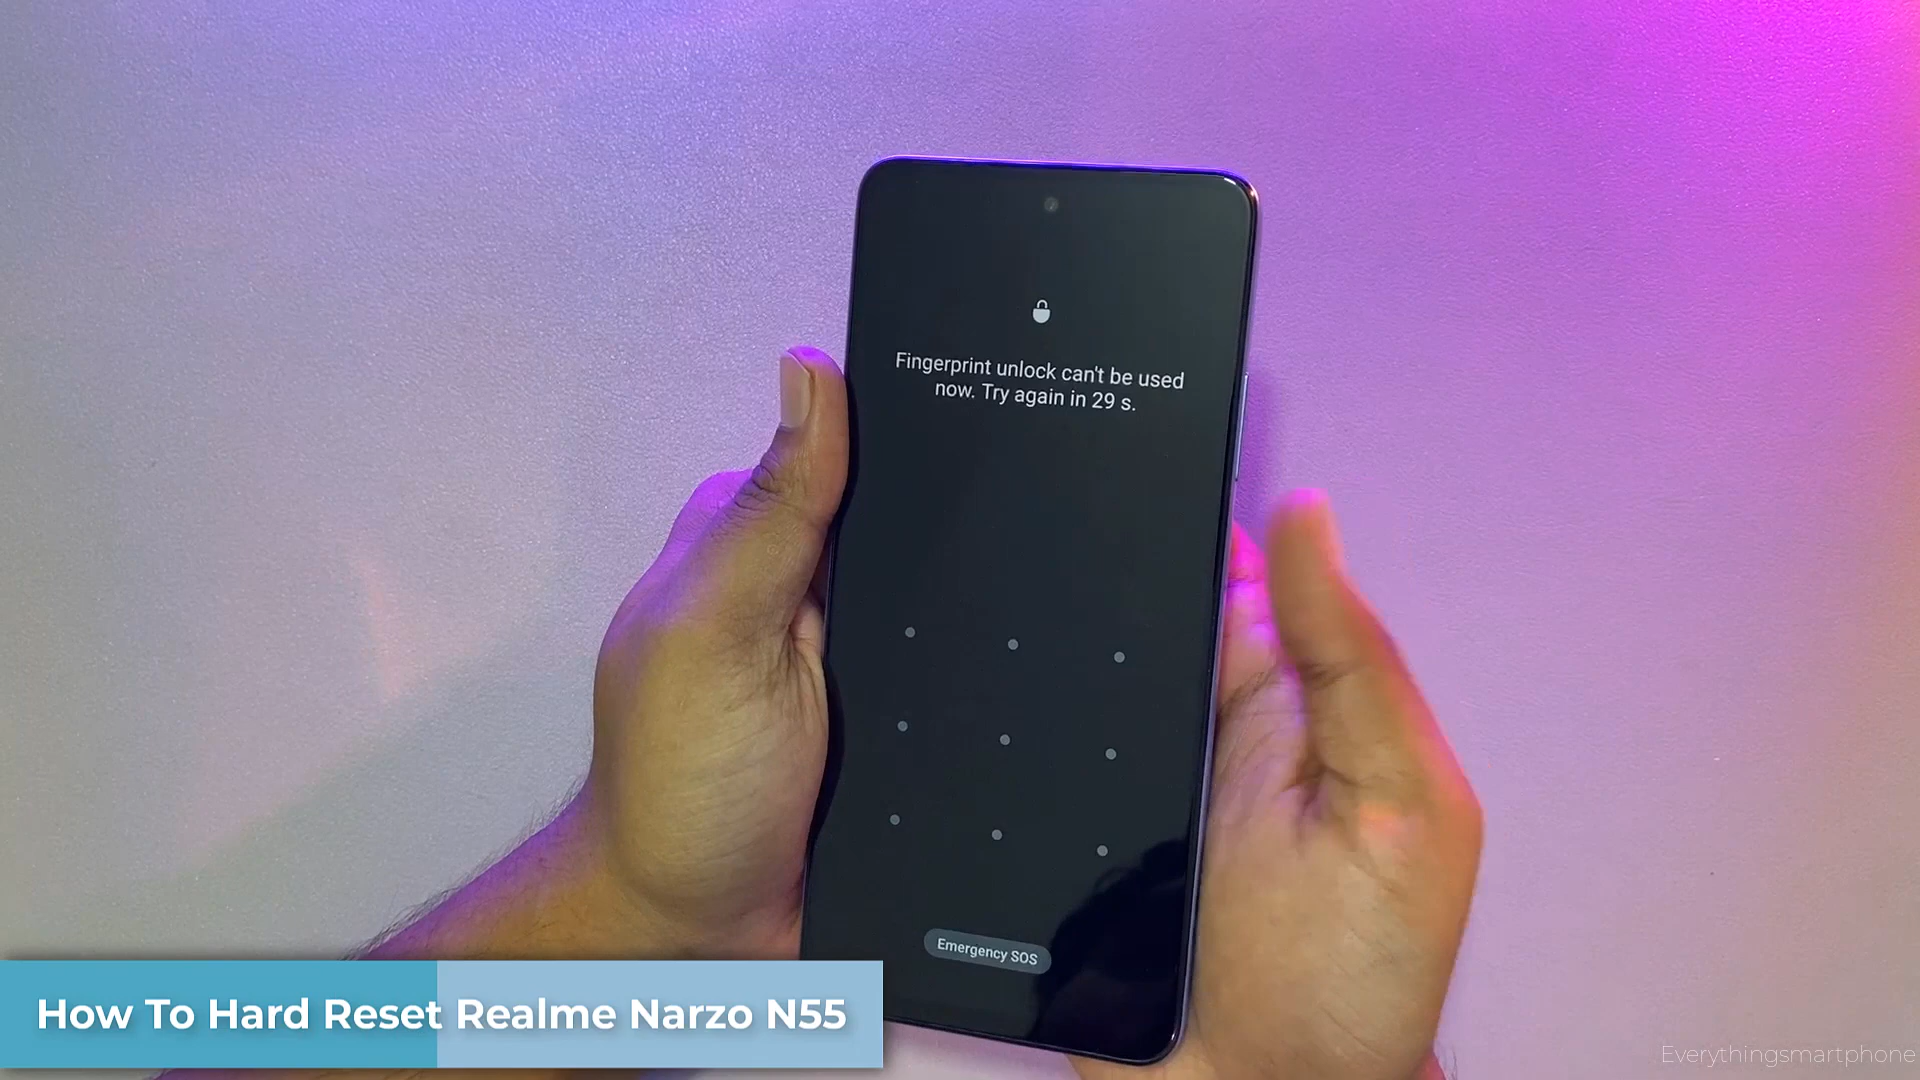 Fingerprint unlock can't be used
now. Try again in 29 s.
Emergency SOS
How To Hard Reset Realme Narzo N55
Everythingsmartphone